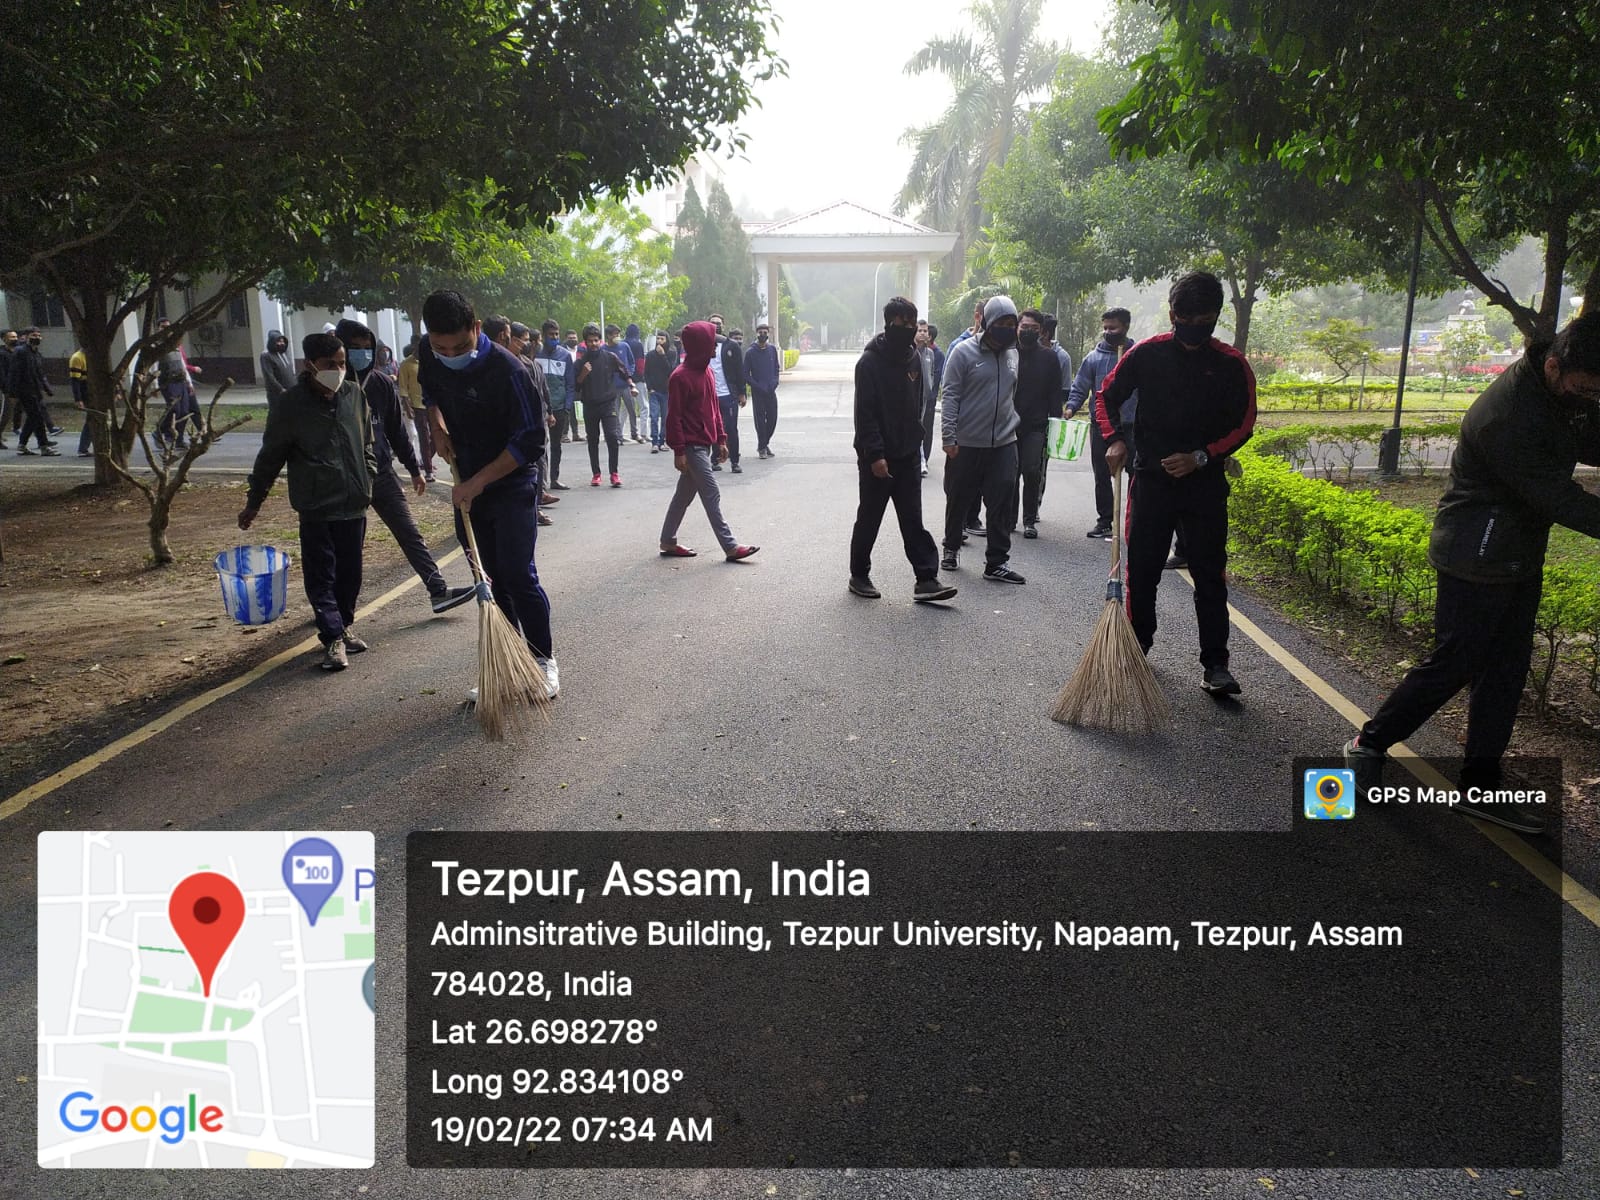 GPS Map Camera
100
P
Google
Tezpur, Assam, India
Adminsitrative Building, Tezpur University, Napaam, Tezpur, Assam
784028, India
Lat 26.698278°
Long 92.834108°
19/02/22 07:34 AM